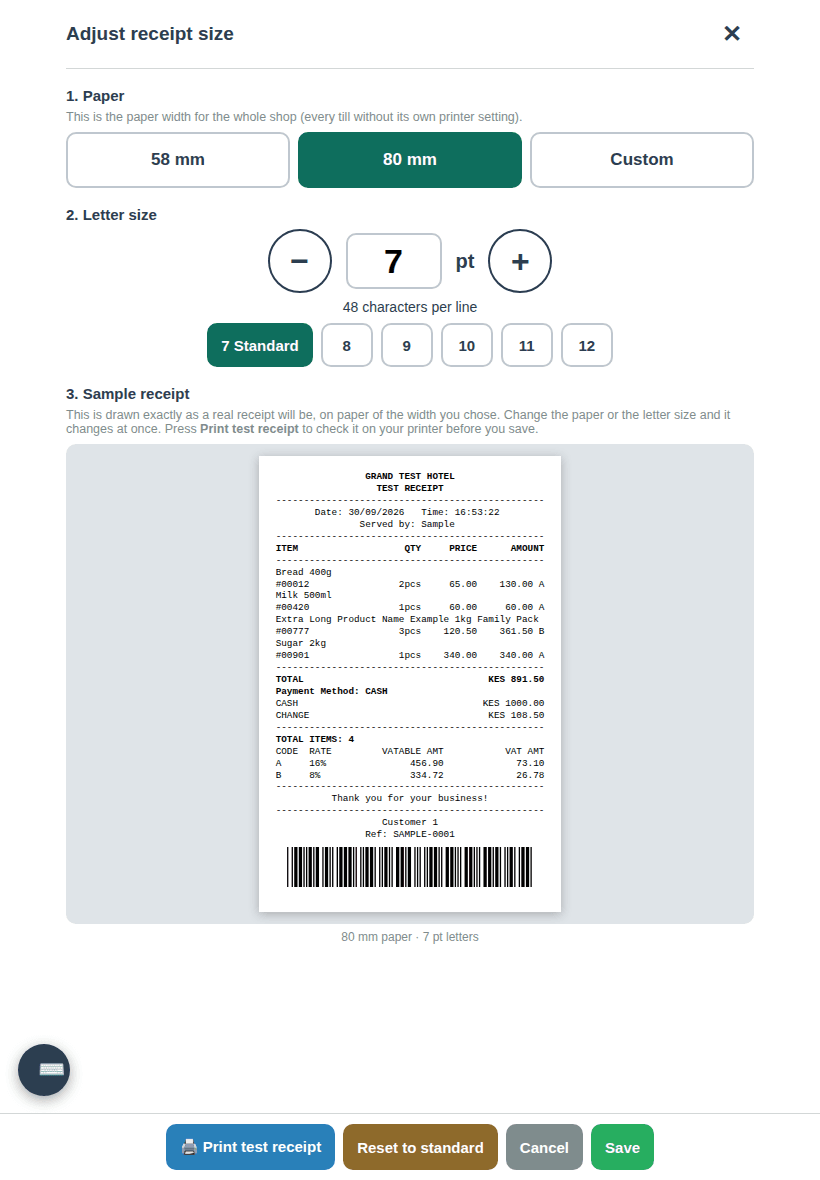 Adjust receipt size ✕
1. Paper
This is the paper width for the whole shop (every till without its own printer setting).
58 mm 80 mm Custom
2. Letter size
− 7 pt +
48 characters per line
7 Standard 8 9 10 11 12
3. Sample receipt
This is drawn exactly as a real receipt will be, on paper of the width you chose. Change the paper or the letter size and it
changes at once. Press Print test receipt to check it on your printer before you save.
GRAND TEST HOTEL
TEST RECEIPT
------------------------------------------------
Date: 30/09/2026 Time: 16:53:22
Served by: Sample
------------------------------------------------
ITEM QTY PRICE AMOUNT
------------------------------------------------
Bread 400g
#00012 2pcs 65.00 130.00 A
Milk 500ml
#00420 1pcs 60.00 60.00 A
Extra Long Product Name Example 1kg Family Pack
#00777 3pcs 120.50 361.50 B
Sugar 2kg
#00901 1pcs 340.00 340.00 A
------------------------------------------------
TOTAL KES 891.50
Payment Method: CASH
CASH KES 1000.00
CHANGE KES 108.50
------------------------------------------------
TOTAL ITEMS: 4
CODE RATE VATABLE AMT VAT AMT
A 16% 456.90 73.10
B 8% 334.72 26.78
------------------------------------------------
Thank you for your business!
------------------------------------------------
Customer 1
Ref: SAMPLE-0001
80 mm paper · 7 pt letters
Print test receipt Reset to standard Cancel Save